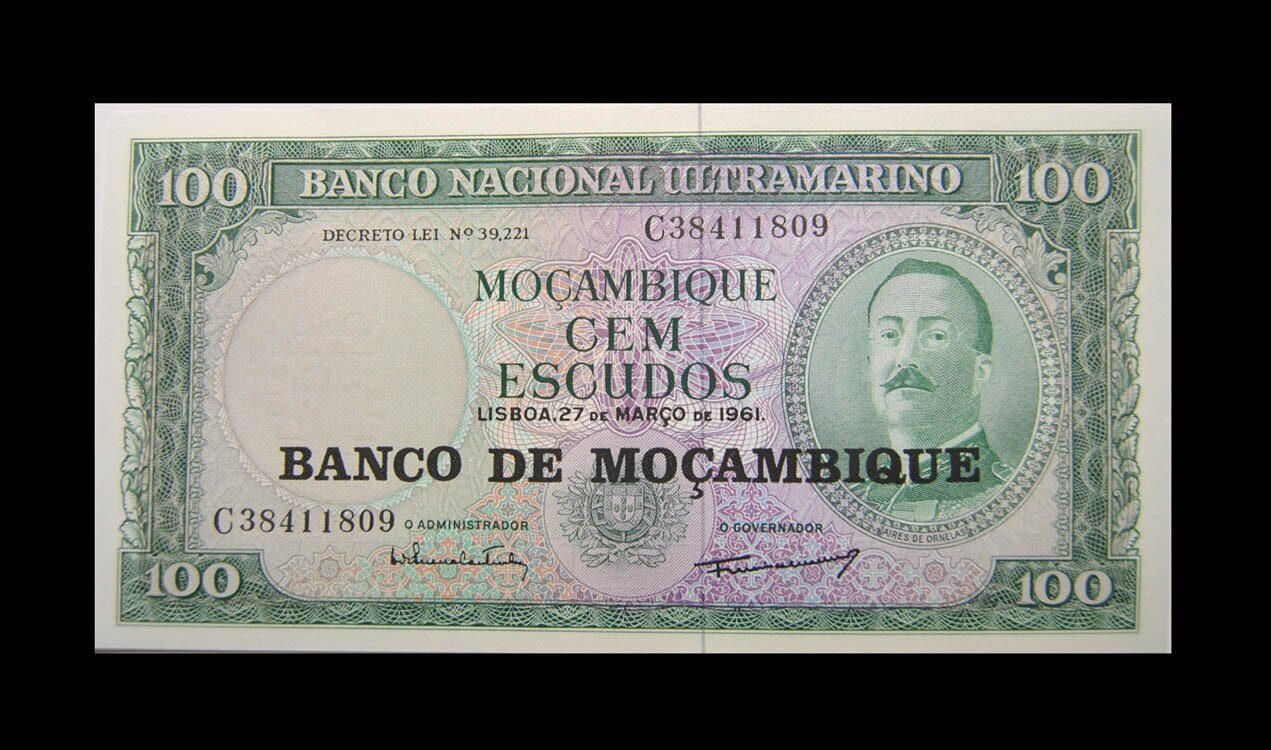 100 BANCO NACIONAL ULTRAMARINO 100
DECRETO-LEI Nº 39,221 C38411809
MOÇAMBIQUE
CEM
ESCUDOS
LISBOA, 27 DE MARÇO DE 1961.
BANCO DE MOÇAMBIQUE
C38411809 O ADMINISTRADOR O GOVERNADOR
AIRES DE ORNELAS
100 100